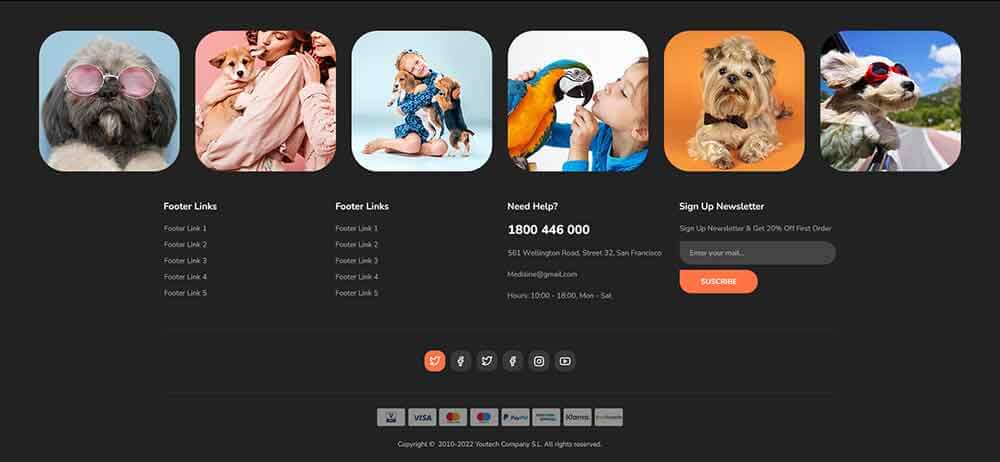 Footer Links
Footer Link 1
Footer Link 2
Footer Link 3
Footer Link 4
Footer Link 5
Footer Links
Footer Link 1
Footer Link 2
Footer Link 3
Footer Link 4
Footer Link 5
Need Help?
1800 446 000
561 Wellington Road, Street 32, San Francisco
Medisine@gmail.com
Hours: 10:00 - 18:00, Mon - Sat
Sign Up Newsletter
Sign Up Newsletter & Get 20% Off First Order
Enter your mail...
SUSCRIBE
VISA
PayPal
Klarna.
Copyright © 2010-2022 Youtech Company S.L. All rights reserved.